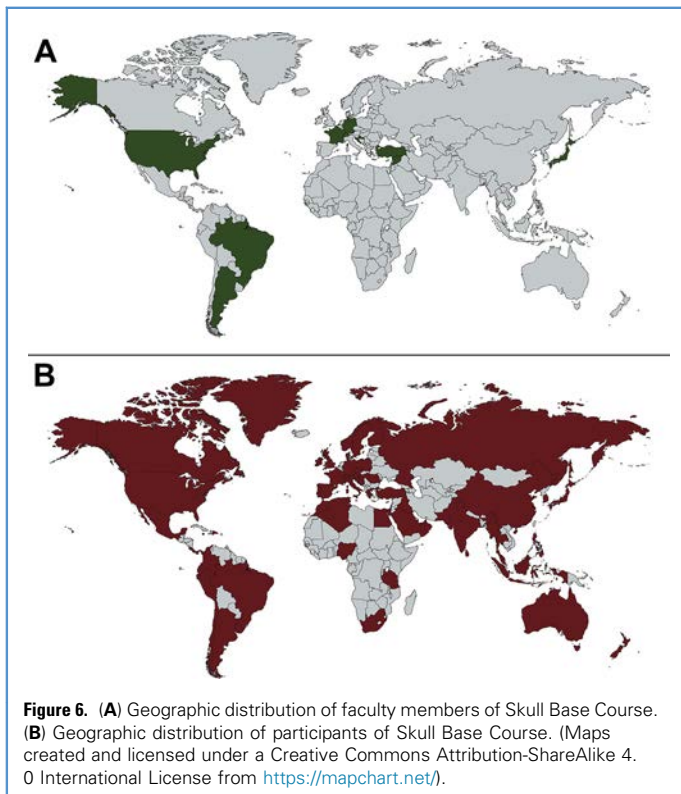 A
B
Figure 6. (A) Geographic distribution of faculty members of Skull Base Course.
(B) Geographic distribution of participants of Skull Base Course. (Maps
created and licensed under a Creative Commons Attribution-ShareAlike 4.
0 International License from https://mapchart.net/).